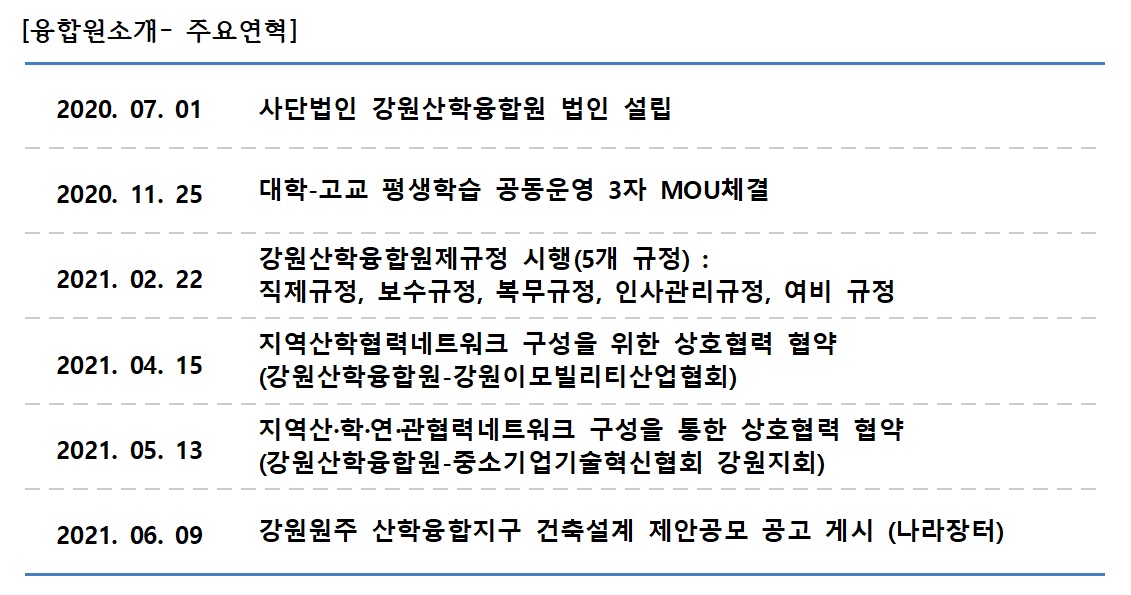 [융합원소개- 주요연혁]
2020. 07. 01 사단법인 강원산학융합원 법인 설립
2020. 11. 25 대학-고교 평생학습 공동운영 3자 MOU체결
2021. 02. 22 강원산학융합원제규정 시행(5개 규정) :
직제규정, 보수규정, 복무규정, 인사관리규정, 여비 규정
2021. 04. 15 지역산학협력네트워크 구성을 위한 상호협력 협약
(강원산학융합원-강원이모빌리티산업협회)
2021. 05. 13 지역산·학·연·관협력네트워크 구성을 통한 상호협력 협약
(강원산학융합원-중소기업기술혁신협회 강원지회)
2021. 06. 09 강원원주 산학융합지구 건축설계 제안공모 공고 게시 (나라장터)